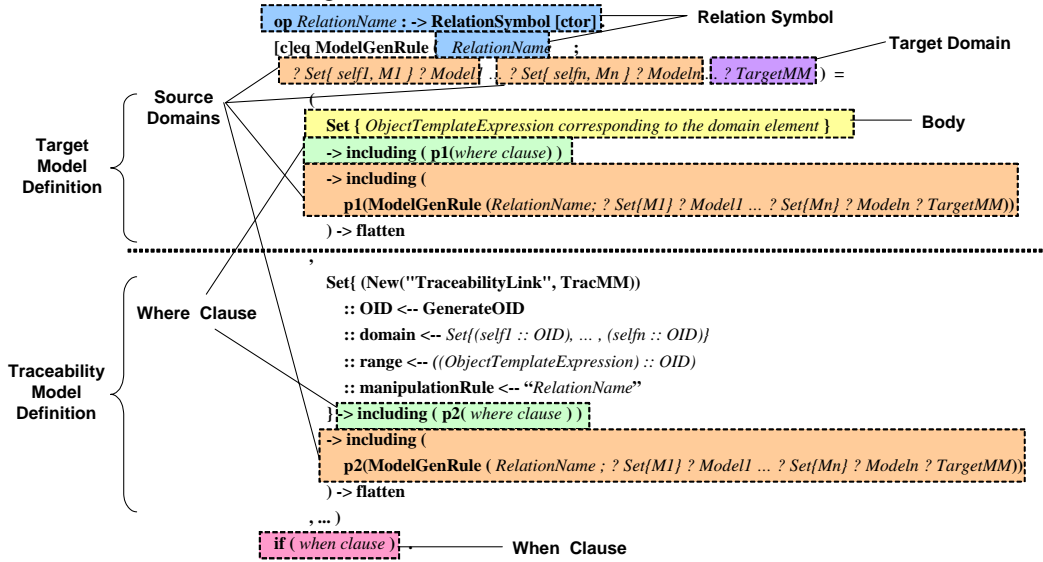 op RelationName : -> RelationSymbol [ctor] .
Relation Symbol
[c]eq ModelGenRule ( RelationName ;
Target Domain
? Set{ self1, M1 } ? Model1 ... ? Set{ selfn, Mn } ? Modeln ... ? TargetMM ) =
Source Domains
(
Target Model Definition
Set { ObjectTemplateExpression corresponding to the domain element }
Body
-> including ( p1(where clause) )
-> including (
p1(ModelGenRule (RelationName; ? Set{M1} ? Model1 ... ? Set{Mn} ? Modeln ? TargetMM))
) -> flatten
,
Set{ (New("TraceabilityLink", TracMM))
Where Clause
:: OID <-- GenerateOID
:: domain <-- Set{(self1 :: OID), ... , (selfn :: OID)}
Traceability Model Definition
:: range <-- ((ObjectTemplateExpression) :: OID)
:: manipulationRule <-- “RelationName”
} -> including ( p2( where clause ) )
-> including (
p2(ModelGenRule ( RelationName ; ? Set{M1} ? Model1 ... ? Set{Mn} ? Modeln ? TargetMM))
) -> flatten
, ... )
if ( when clause ) .
When Clause